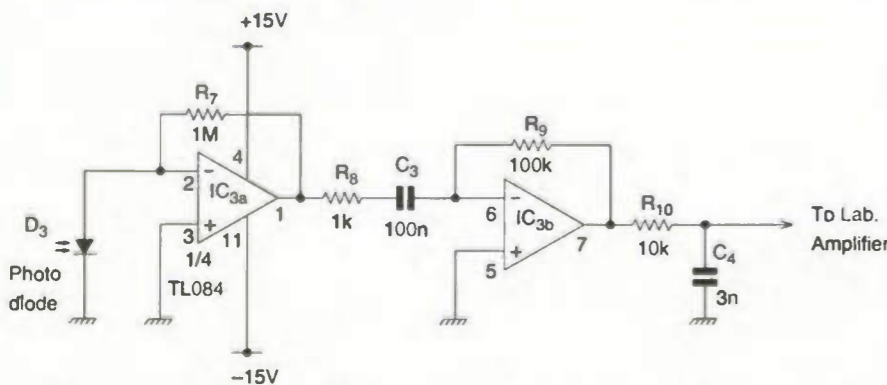 +15V
R7
1M
4
2
−
IC3a
+
3
11
1
1/4
TL084
−15V
D3
Photo
diode
R8
1k
C3
100n
R9
100k
6
−
IC3b
+
5
7
R10
10k
C4
3n
To Lab.
Amplifier